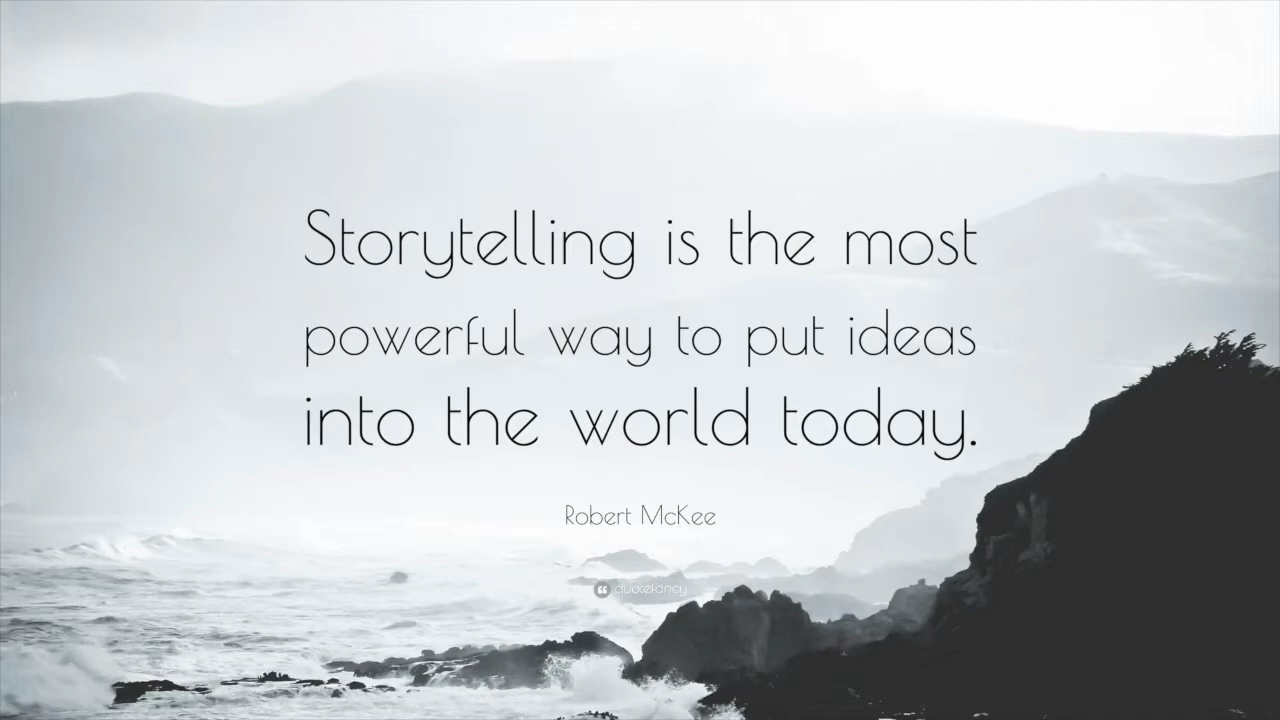 Storytelling is the most
powerful way to put ideas
into the world today.
Robert McKee
quotefancy